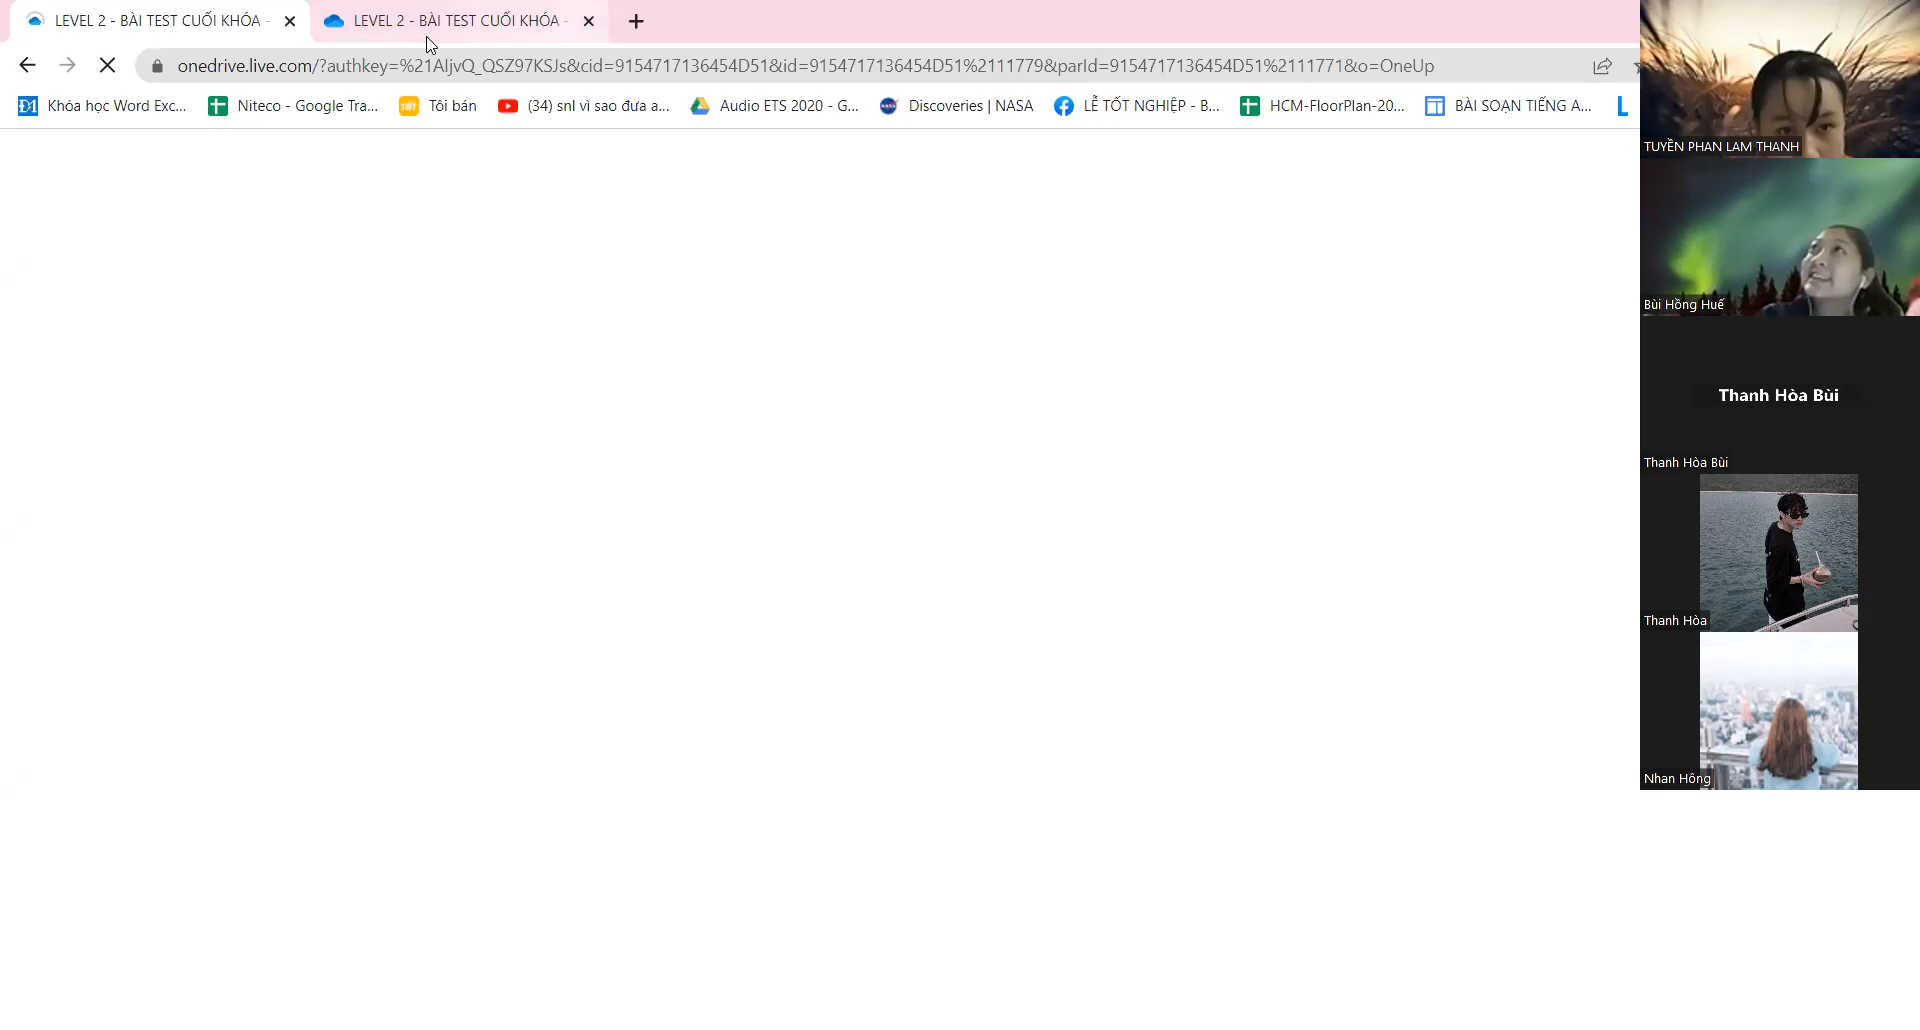 LEVEL 2 - BÀI TEST CUỐI KHÓA -
LEVEL 2 - BÀI TEST CUỐI KHÓA -
onedrive.live.com/?authkey=%21AljvQ_QSZ97KSJs&cid=9154717136454D51&id=9154717136454D51%2111779&parId=9154717136454D51%2111771&o=OneUp
Khóa học Word Exc...
Niteco - Google Tra...
Tôi bán
(34) snl vì sao đưa a...
Audio ETS 2020 - G...
Discoveries | NASA
LỄ TỐT NGHIỆP - B...
HCM-FloorPlan-20...
BÀI SOẠN TIẾNG A...
L
TUYỀN PHAN LAM THANH
Bùi Hồng Huế
Thanh Hòa Bùi
Thanh Hòa Bùi
Thanh Hòa
Nhan Hồng